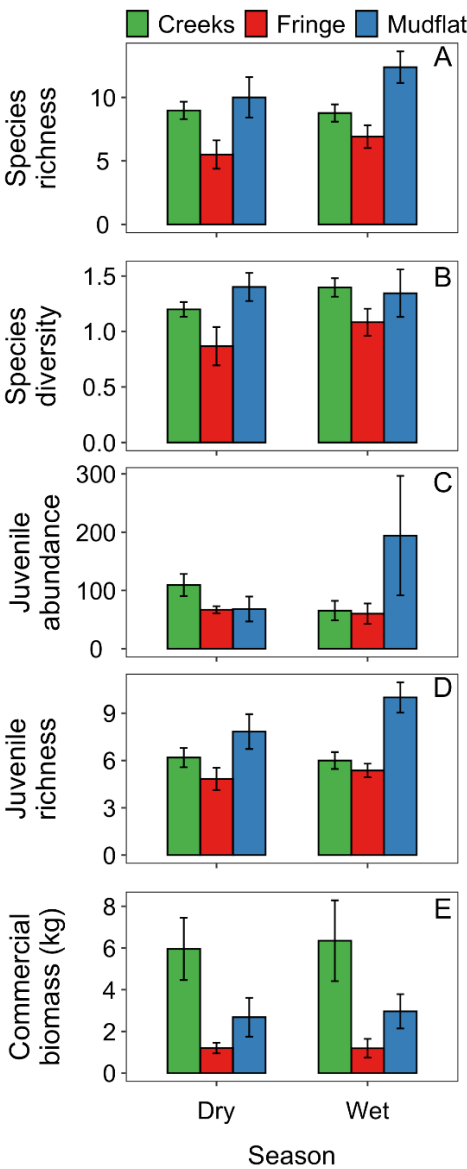 Creeks Fringe Mudflat
A
Species
richness
10
5
0
B
Species
diversity
1.5
1.0
0.5
0.0
C
Juvenile
abundance
300
200
100
0
D
Juvenile
richness
9
6
3
0
E
Commercial
biomass (kg)
8
6
4
2
0
Dry Wet
Season